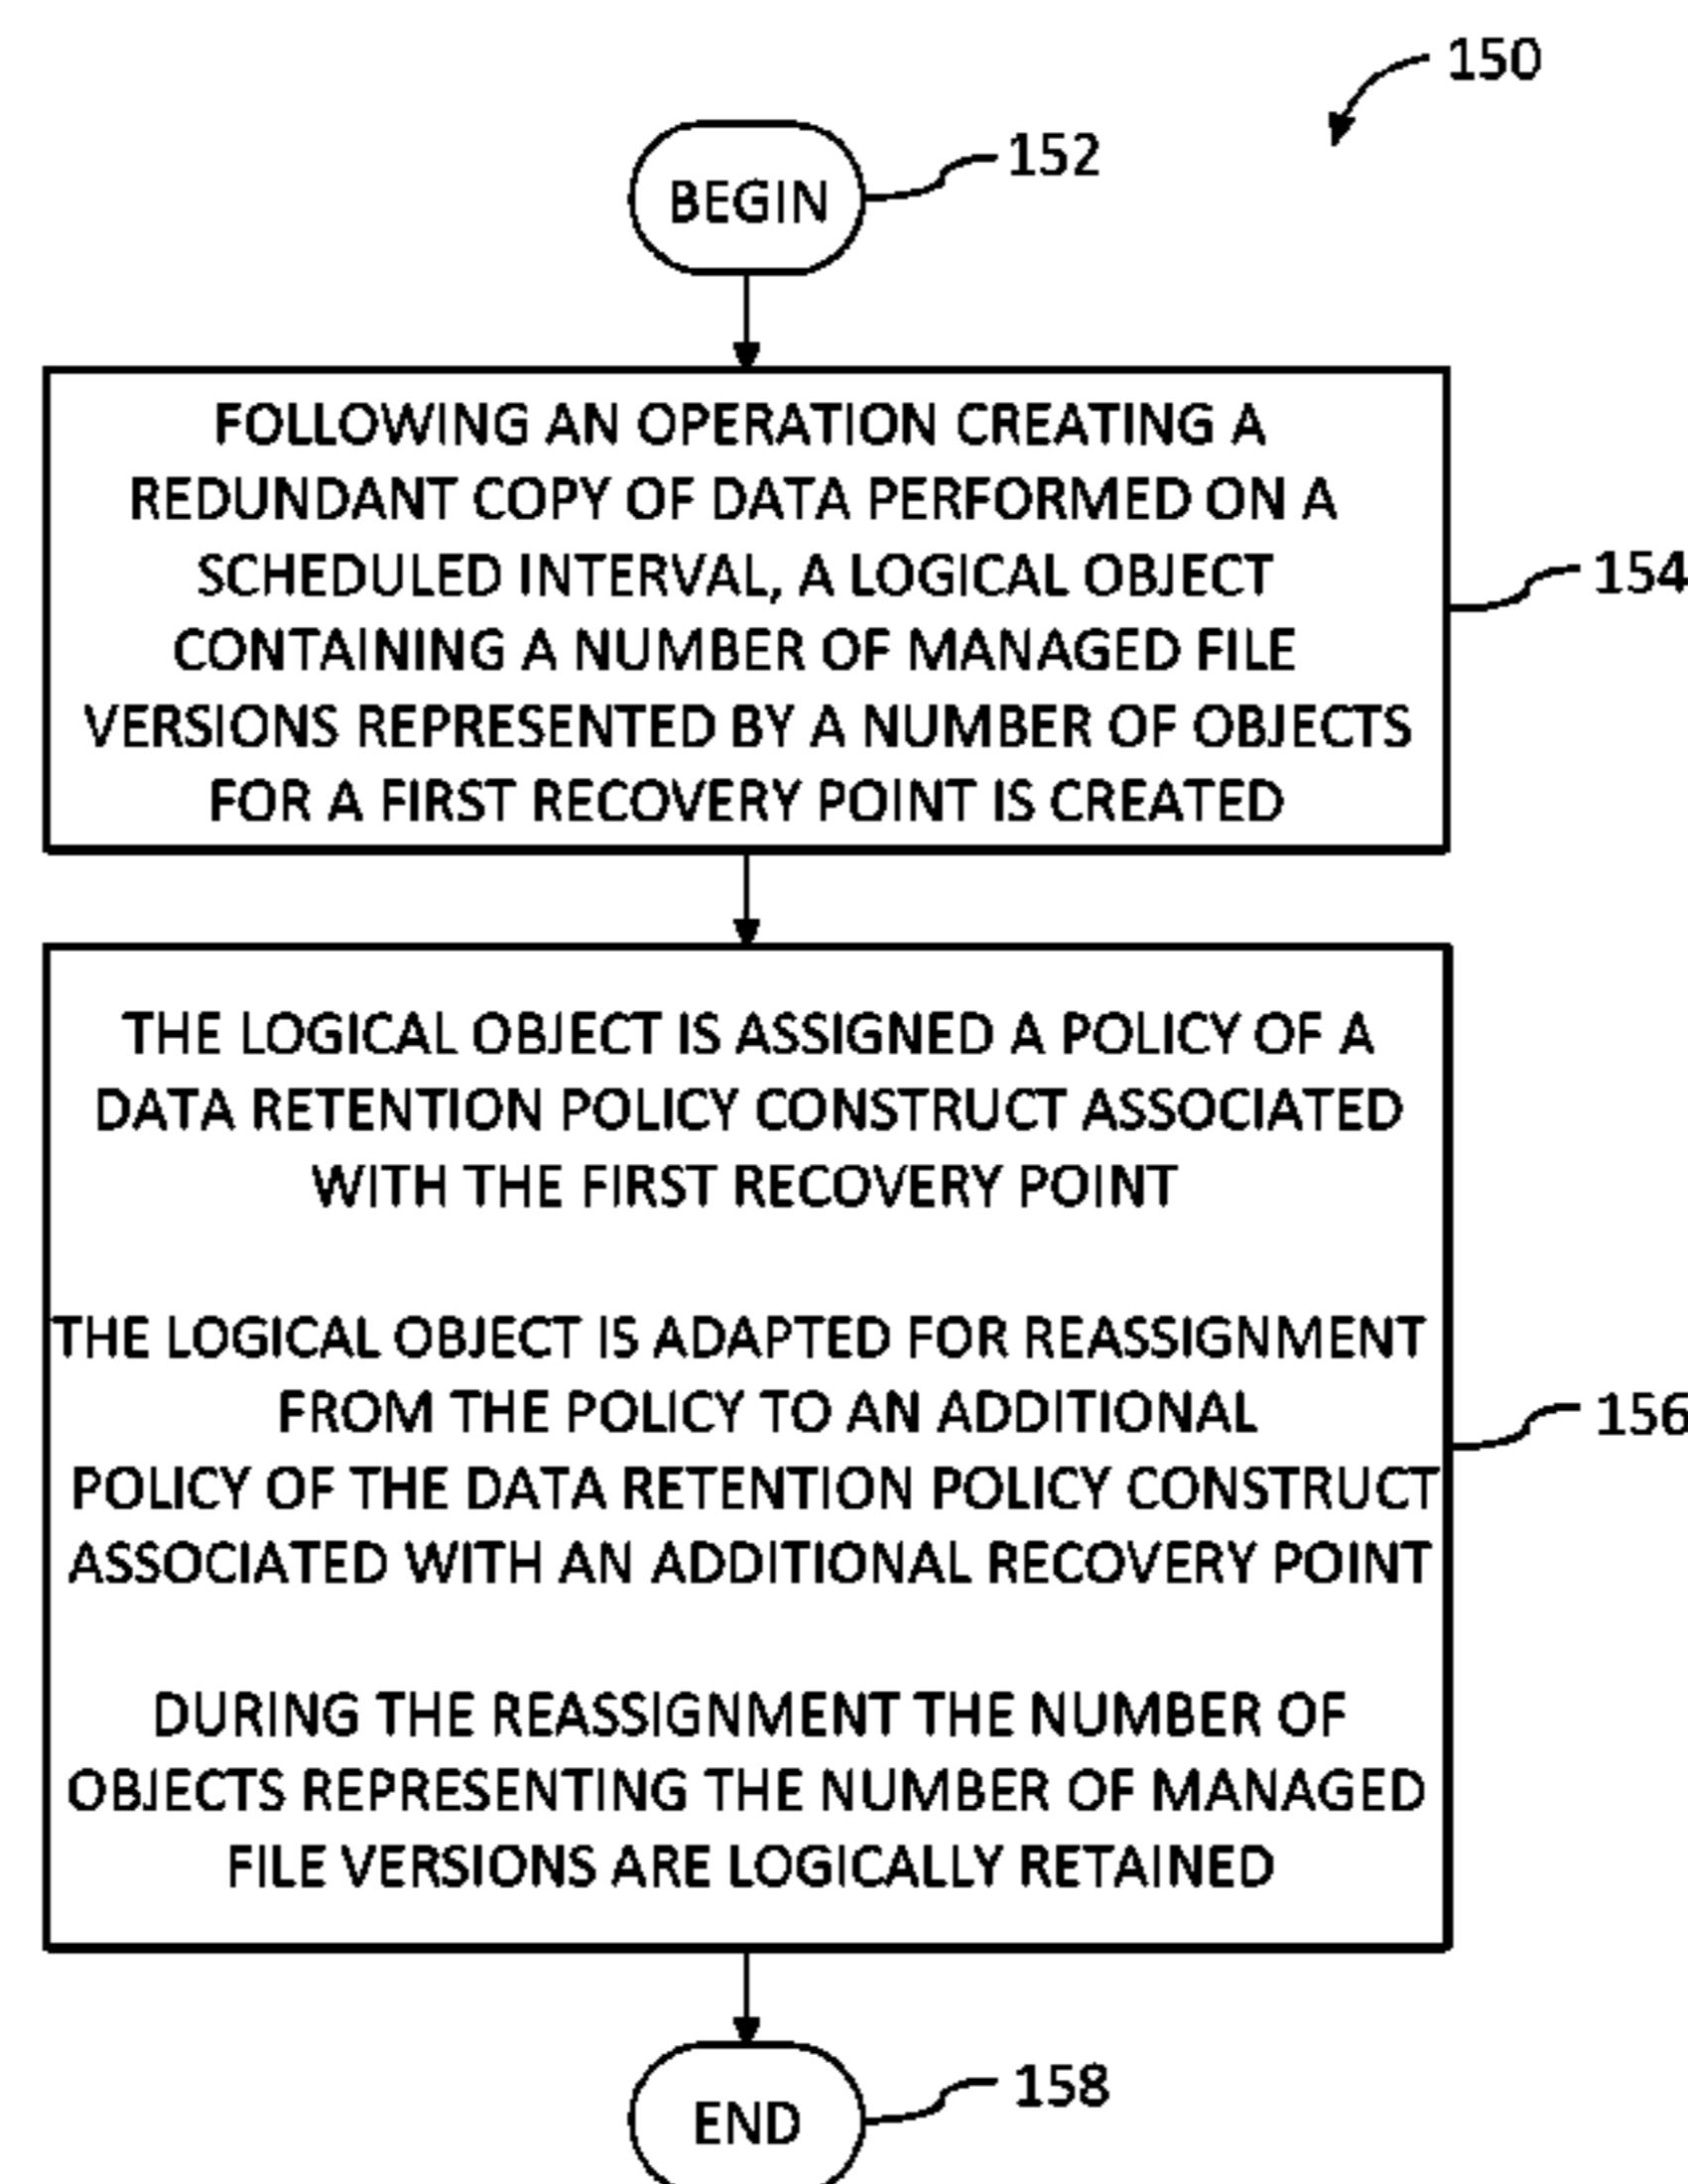 150
BEGIN
152
FOLLOWING AN OPERATION CREATING A
REDUNDANT COPY OF DATA PERFORMED ON A
SCHEDULED INTERVAL, A LOGICAL OBJECT
CONTAINING A NUMBER OF MANAGED FILE
VERSIONS REPRESENTED BY A NUMBER OF OBJECTS
FOR A FIRST RECOVERY POINT IS CREATED
154
THE LOGICAL OBJECT IS ASSIGNED A POLICY OF A
DATA RETENTION POLICY CONSTRUCT ASSOCIATED
WITH THE FIRST RECOVERY POINT
THE LOGICAL OBJECT IS ADAPTED FOR REASSIGNMENT
FROM THE POLICY TO AN ADDITIONAL
POLICY OF THE DATA RETENTION POLICY CONSTRUCT
ASSOCIATED WITH AN ADDITIONAL RECOVERY POINT
DURING THE REASSIGNMENT THE NUMBER OF
OBJECTS REPRESENTING THE NUMBER OF MANAGED
FILE VERSIONS ARE LOGICALLY RETAINED
156
END
158